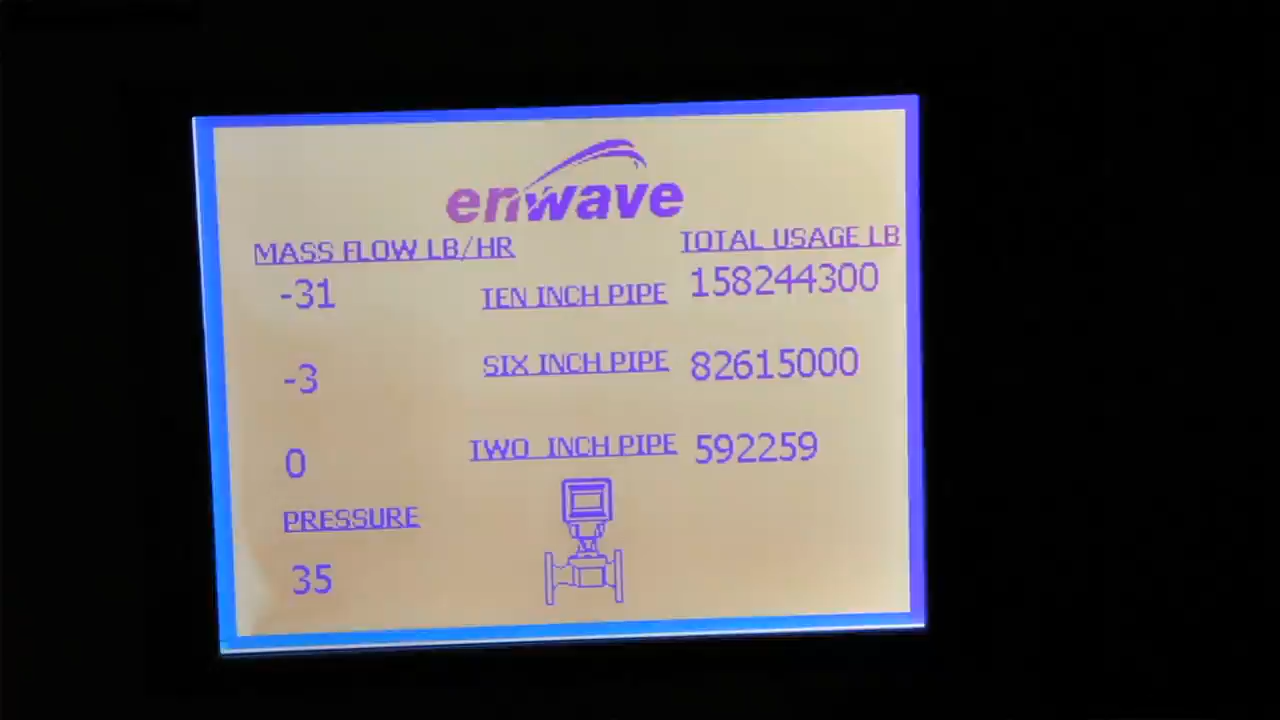 enwave
MASS FLOW LB/HR
TOTAL USAGE LB
-31 TEN INCH PIPE 158244300
-3 SIX INCH PIPE 82615000
0 TWO INCH PIPE 592259
PRESSURE
35